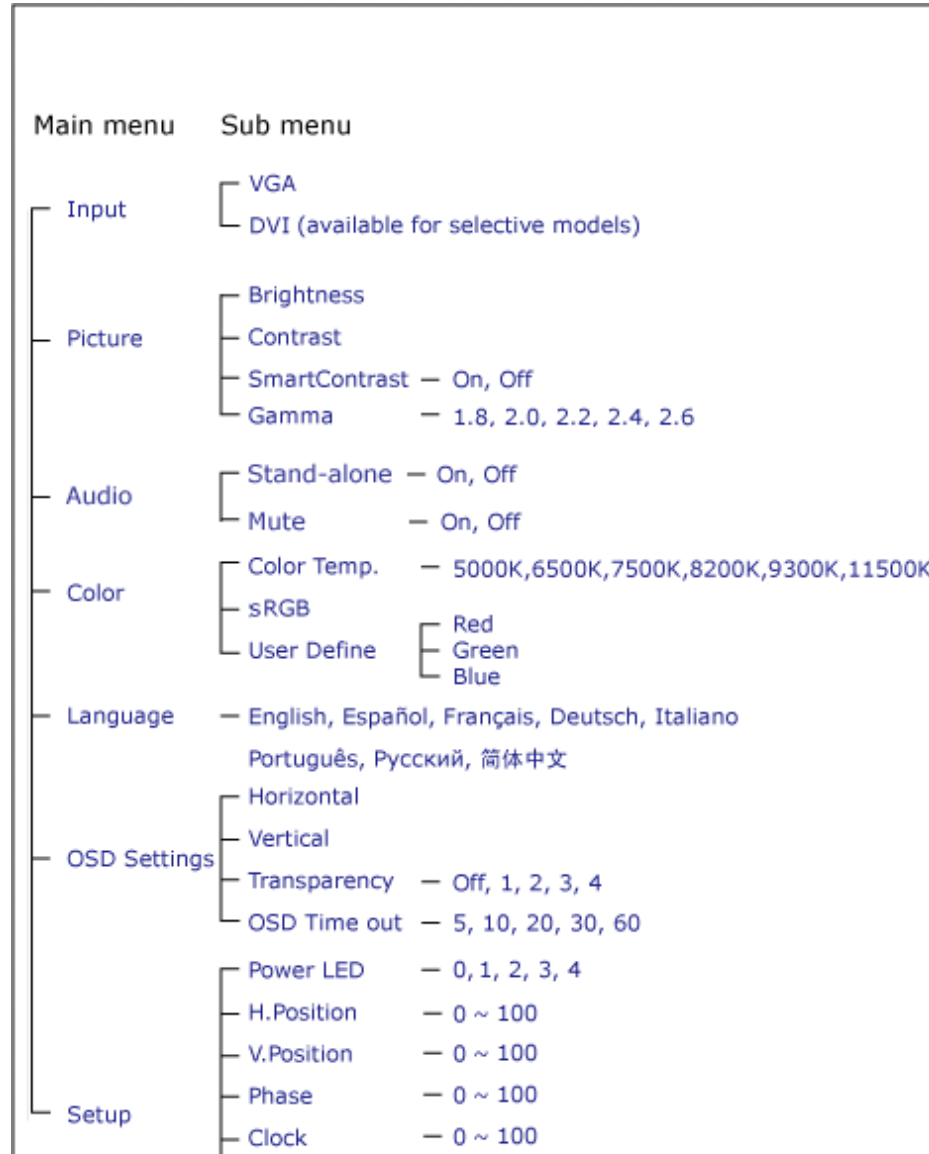 Main menu Sub menu
VGA
Input
DVI (available for selective models)
Brightness
Picture
Contrast
SmartContrast — On, Off
Gamma — 1.8, 2.0, 2.2, 2.4, 2.6
Stand-alone — On, Off
Audio
Mute — On, Off
Color Temp. — 5000K,6500K,7500K,8200K,9300K,11500K
Color
sRGB
Red
User Define Green
Blue
Language — English, Español, Français, Deutsch, Italiano
Português, Русский, 简体中文
Horizontal
Vertical
OSD Settings
Transparency — Off, 1, 2, 3, 4
OSD Time out — 5, 10, 20, 30, 60
Power LED — 0, 1, 2, 3, 4
H.Position — 0 ~ 100
V.Position — 0 ~ 100
Phase — 0 ~ 100
Setup
Clock — 0 ~ 100